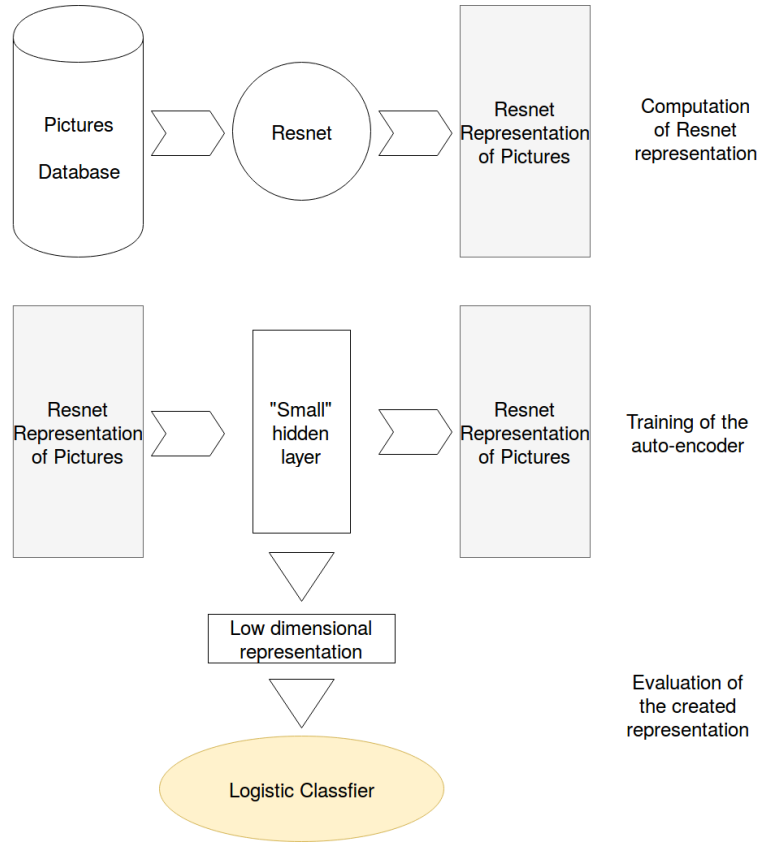 Pictures
Database
Resnet
Resnet
Representation
of Pictures
Computation
of Resnet
representation
Resnet
Representation
of Pictures
"Small"
hidden
layer
Resnet
Representation
of Pictures
Training of the
auto-encoder
Low dimensional
representation
Evaluation of
the created
representation
Logistic Classfier